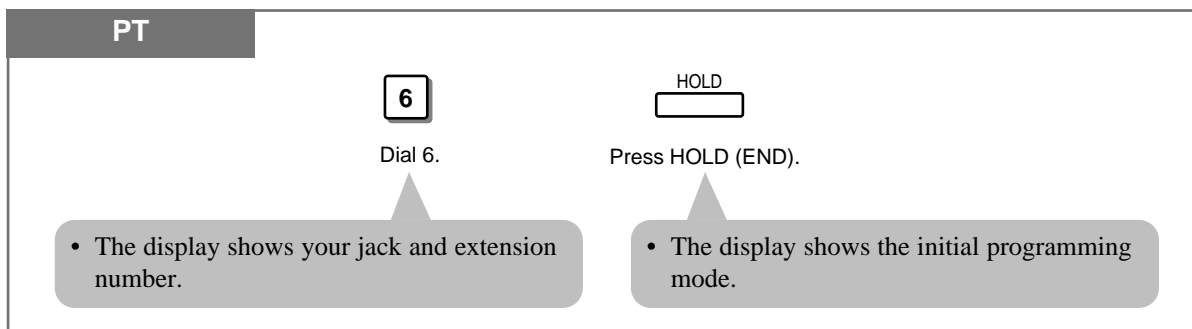 PT
6
HOLD
Dial 6.
Press HOLD (END).
• The display shows your jack and extension
number.
• The display shows the initial programming
mode.